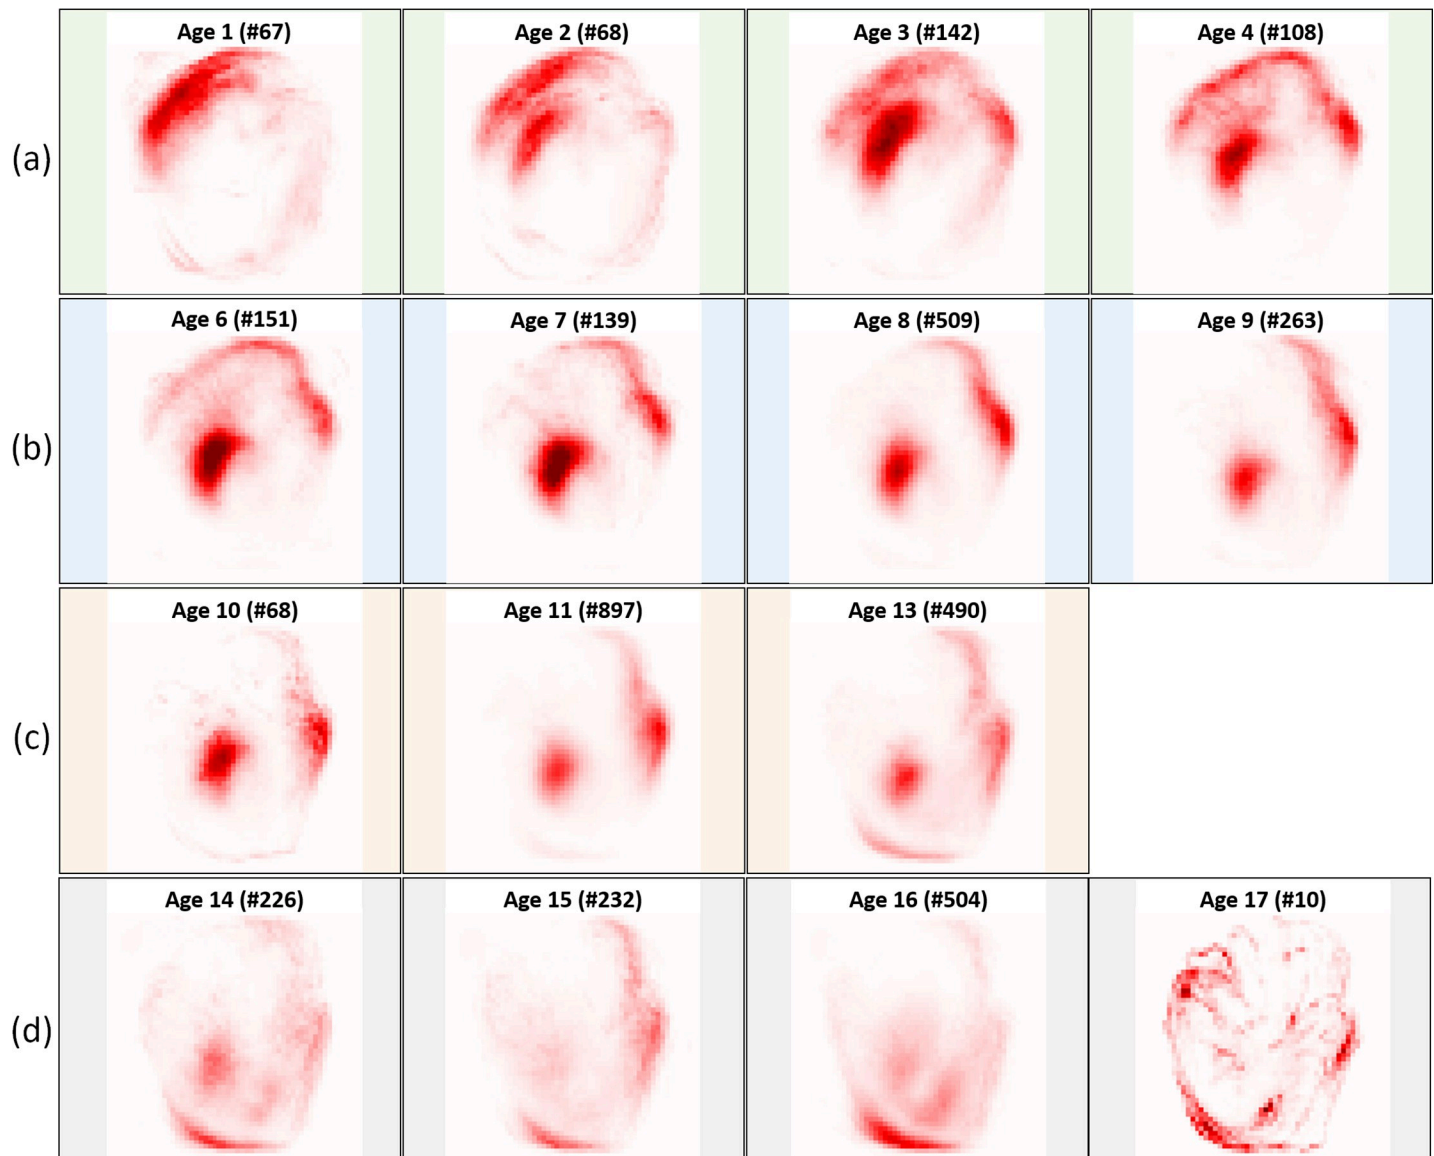 Age 1 (#67) Age 2 (#68) Age 3 (#142) Age 4 (#108)
(a)
Age 6 (#151) Age 7 (#139) Age 8 (#509) Age 9 (#263)
(b)
Age 10 (#68) Age 11 (#897) Age 13 (#490)
(c)
Age 14 (#226) Age 15 (#232) Age 16 (#504) Age 17 (#10)
(d)